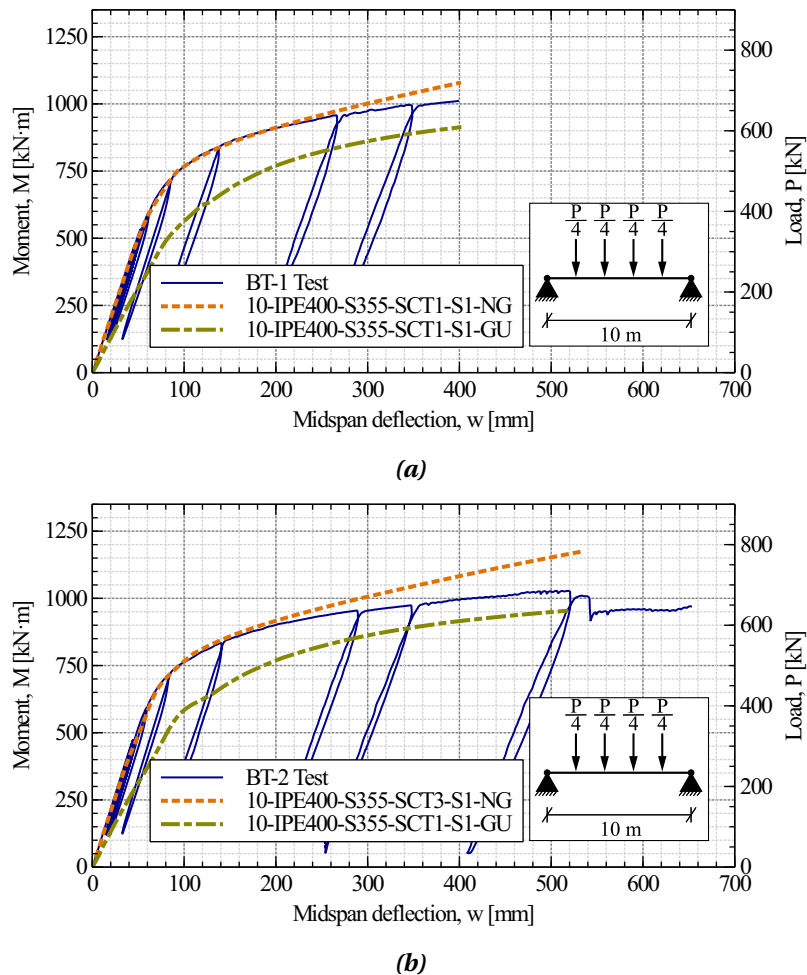 1250
1000
750
500
250
0
Moment, M [kN·m]
800
600
400
200
0
Load, P [kN]
P P P P
4 4 4 4
10 m
BT-1 Test
10-IPE400-S355-SCT1-S1-NG
10-IPE400-S355-SCT1-S1-GU
0 100 200 300 400 500 600 700
Midspan deflection, w [mm]
(a)
1250
1000
750
500
250
0
Moment, M [kN·m]
800
600
400
200
0
Load, P [kN]
P P P P
4 4 4 4
10 m
BT-2 Test
10-IPE400-S355-SCT3-S1-NG
10-IPE400-S355-SCT1-S1-GU
0 100 200 300 400 500 600 700
Midspan deflection, w [mm]
(b)